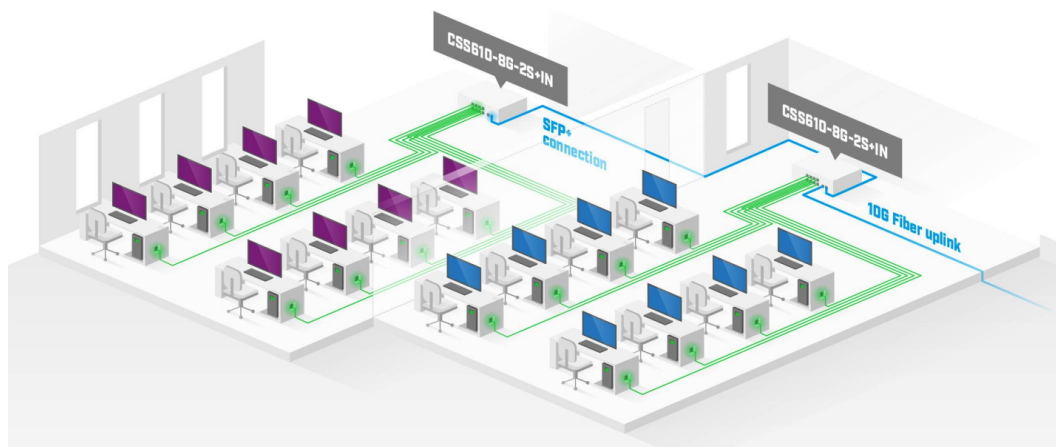 CSS610-8G-2S+IN
SFP+
connection
CSS610-8G-2S+IN
10G Fiber uplink